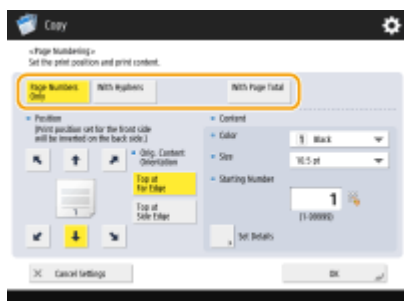 Copy
<Page Numbering>
Set the print position and print content.
Page Numbers
Only
With Hyphens
With Page Total
Position
(Print position set for the front side
will be inverted on the back side.)
Orig. Content
Orientation
Top at
Far Edge
Top at
Side Edge
1
Content
Color
1 Black
Size
10.5 pt
Starting Number
1
(1-99999)
Set Details
Cancel Settings
OK